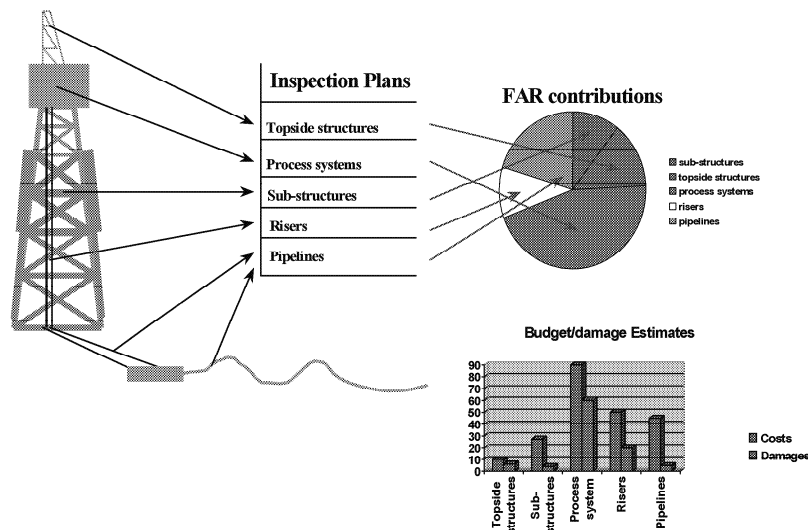 Inspection Plans
Topside structures
Process systems
Sub-structures
Risers
Pipelines
FAR contributions
sub-structures
topside structures
process systems
risers
pipelines
Budget/damage Estimates
90
80
70
60
50
40
30
20
10
0
Topside
structures
Sub-
structures
Process
system
Risers
Pipelines
Costs
Damage